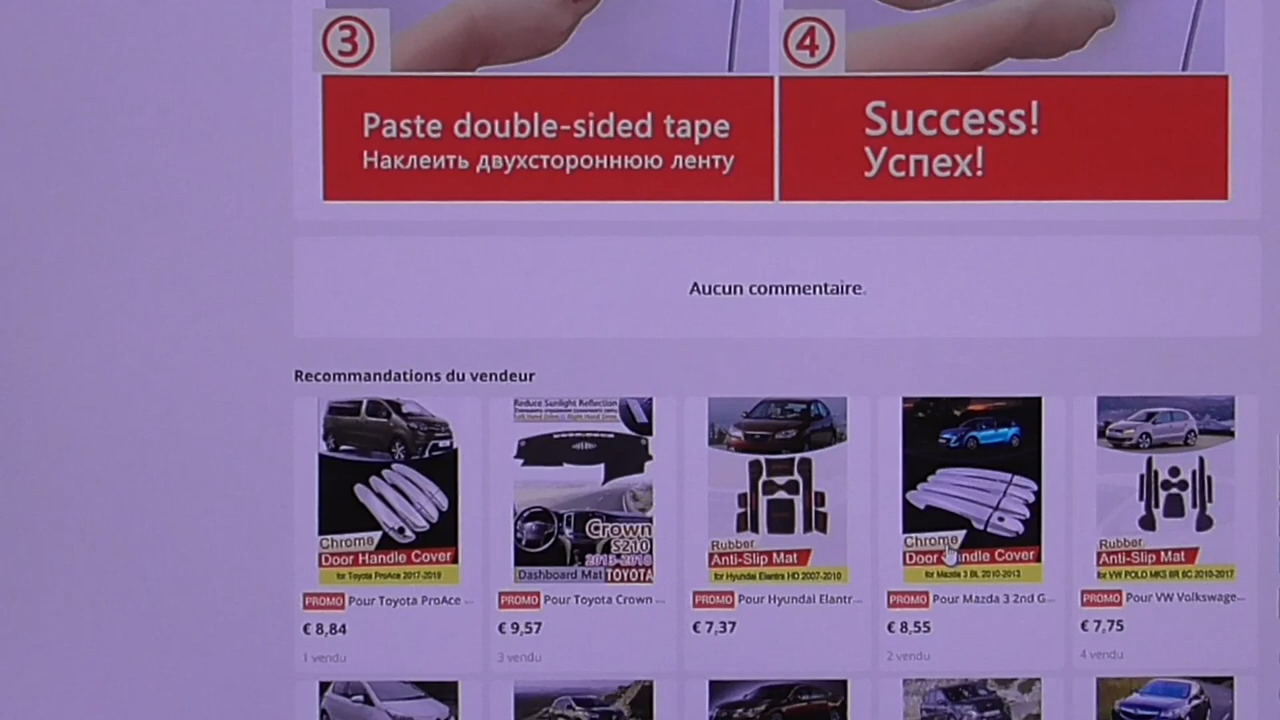 3
4
Paste double-sided tape
Наклеить двухстороннюю ленту
Success!
Успех!
Aucun commentaire.
Recommandations du vendeur
Chrome
Door Handle Cover
for Toyota ProAce 2017-2019
PROMO Pour Toyota ProAce ...
€ 8,84
1 vendu
Reduce Sunlight Reflection
Crown
S210
2013-2018
Dashboard Mat TOYOTA
PROMO Pour Toyota Crown ...
€ 9,57
3 vendu
Rubber
Anti-Slip Mat
for Hyundai Elantra HD 2007-2010
PROMO Pour Hyundai Elantr...
€ 7,37
Chrome
Door Handle Cover
for Mazda 3 BL 2010-2013
PROMO Pour Mazda 3 2nd G...
€ 8,55
2 vendu
Rubber
Anti-Slip Mat
for VW POLO MK5 6R 6C 2010-2017
PROMO Pour VW Volkswage...
€ 7,75
4 vendu